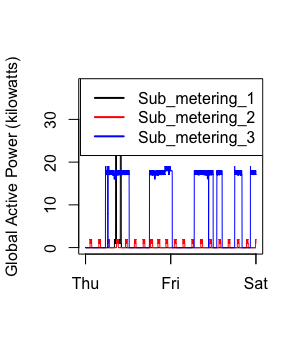 Global Active Power (kilowatts)
30
20
10
0
Sub_metering_1
Sub_metering_2
Sub_metering_3
Thu Fri Sat